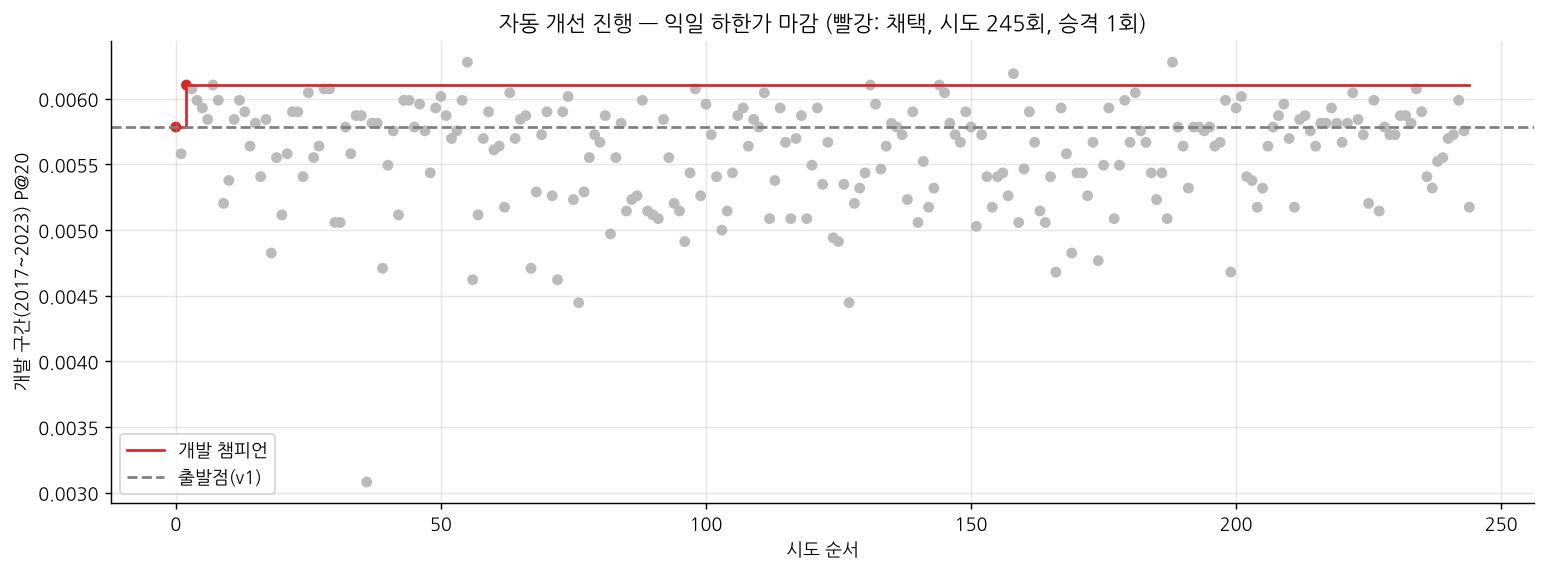 자동 개선 진행 — 익일 하한가 마감 (빨강: 채택, 시도 245회, 승격 1회)
개발 구간(2017~2023) P@20
0.0060
0.0055
0.0050
0.0045
0.0040
0.0035
0.0030
개발 챔피언
출발점(v1)
0 50 100 150 200 250
시도 순서